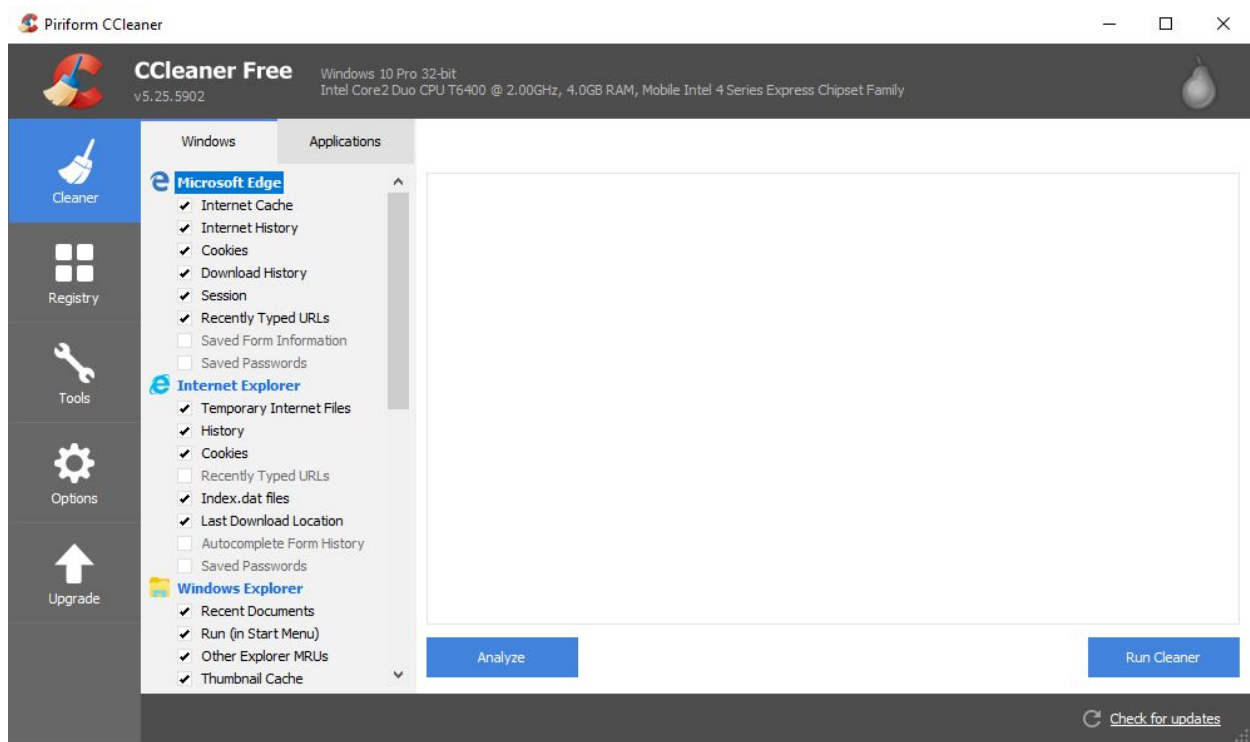 Piriform CCleaner
CCleaner Free
v5.25.5902
Windows 10 Pro 32-bit
Intel Core2 Duo CPU T6400 @ 2.00GHz, 4.0GB RAM, Mobile Intel 4 Series Express Chipset Family
Cleaner
Registry
Tools
Options
Upgrade
Windows
Applications
Microsoft Edge
Internet Cache
Internet History
Cookies
Download History
Session
Recently Typed URLs
Saved Form Information
Saved Passwords
Internet Explorer
Temporary Internet Files
History
Cookies
Recently Typed URLs
Index.dat files
Last Download Location
Autocomplete Form History
Saved Passwords
Windows Explorer
Recent Documents
Run (in Start Menu)
Other Explorer MRUs
Thumbnail Cache
Analyze
Run Cleaner
Check for updates